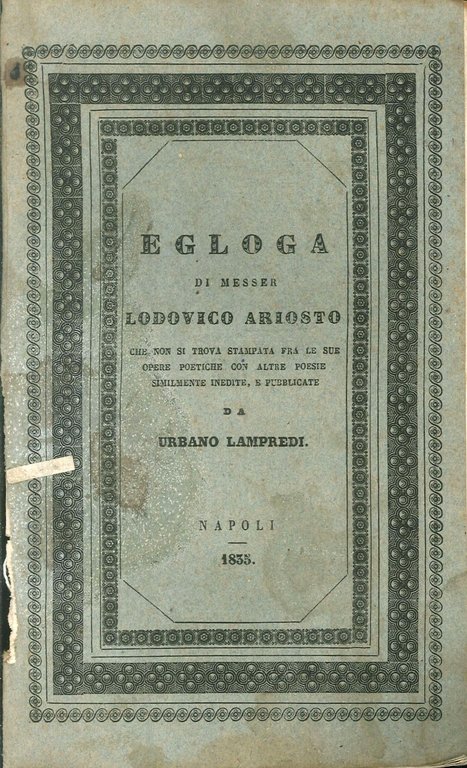 EGLOGA
DI MESSER
LODOVICO ARIOSTO
CHE NON SI TROVA STAMPATA FRA LE SUE
OPERE POETICHE CON ALTRE POESIE
SIMILMENTE INEDITE, E PUBBLICATE
DA
URBANO LAMPREDI.
NAPOLI
1835.